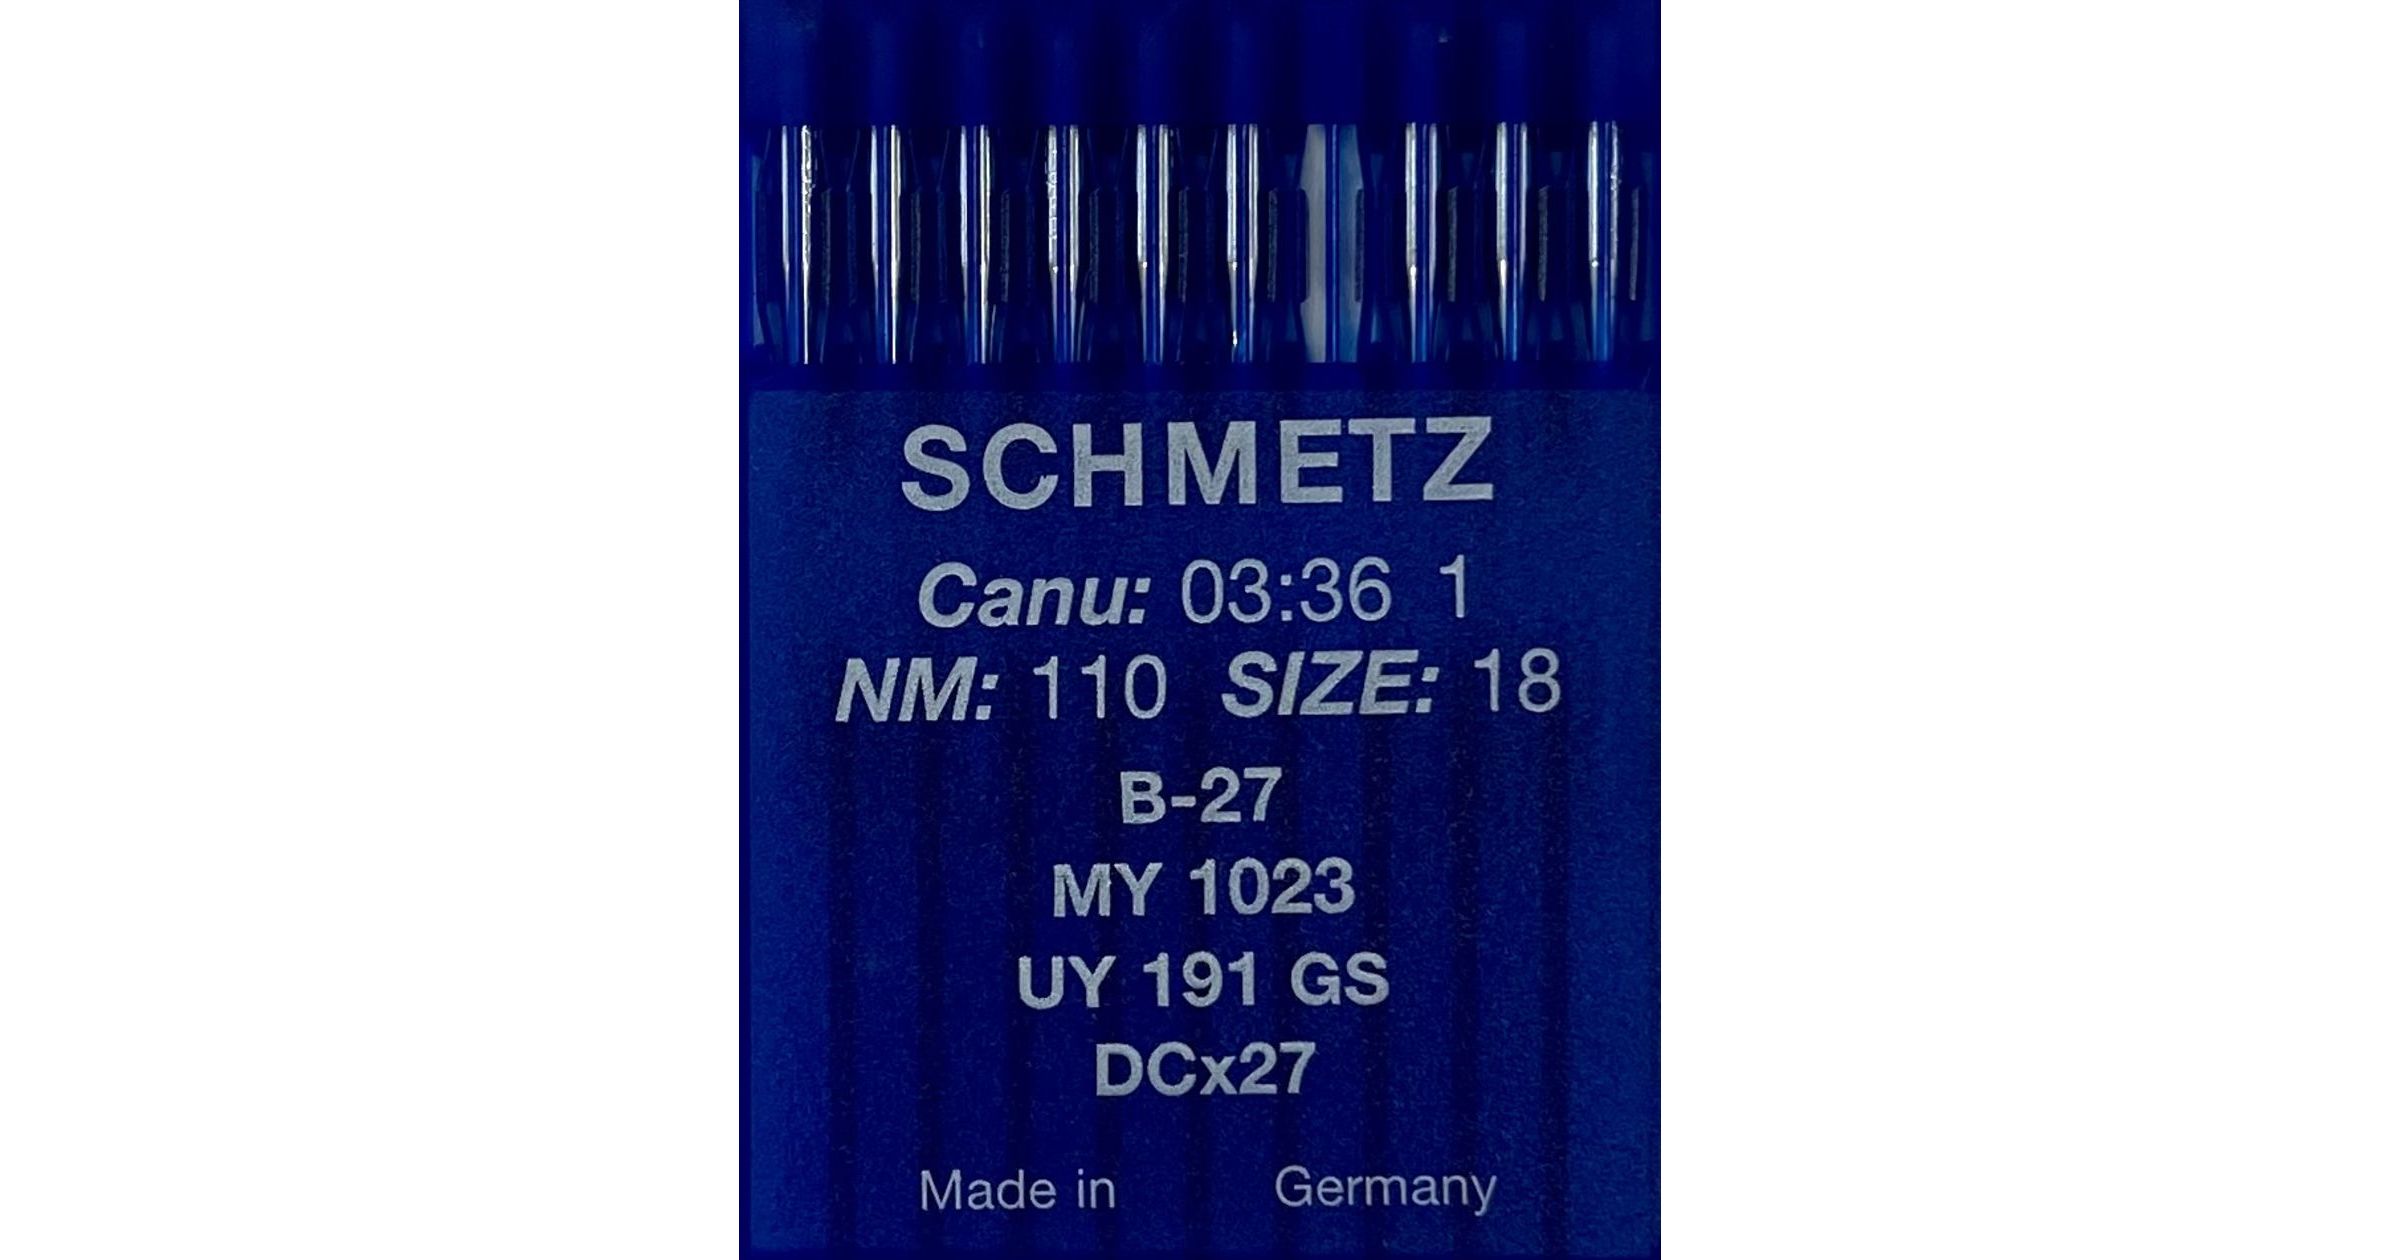 SCHMETZ
Canu: 03:36 1
NM: 110 SIZE: 18
B-27
MY 1023
UY 191 GS
DCx27
Made in Germany